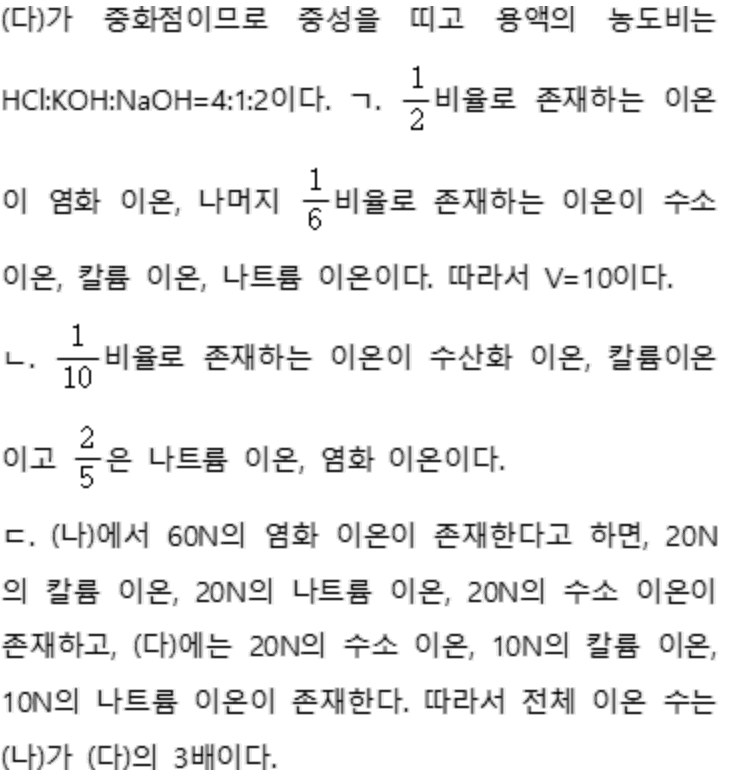 (다)가 중화점이므로 중성을 띠고 용액의 농도비는
HCl:KOH:NaOH=4:1:2이다. ㄱ. 1/2비율로 존재하는 이온
이 염화 이온, 나머지 1/6비율로 존재하는 이온이 수소
이온, 칼륨 이온, 나트륨 이온이다. 따라서 V=10이다.
ㄴ. 1/10비율로 존재하는 이온이 수산화 이온, 칼륨이온
이고 2/5은 나트륨 이온, 염화 이온이다.
ㄷ. (나)에서 60N의 염화 이온이 존재한다고 하면, 20N
의 칼륨 이온, 20N의 나트륨 이온, 20N의 수소 이온이
존재하고, (다)에는 20N의 수소 이온, 10N의 칼륨 이온,
10N의 나트륨 이온이 존재한다. 따라서 전체 이온 수는
(나)가 (다)의 3배이다.